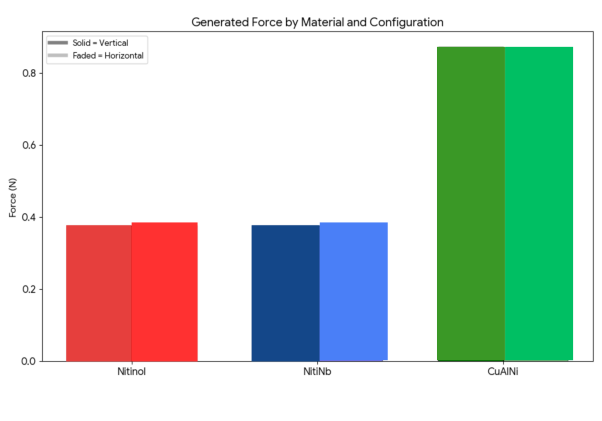 Generated Force by Material and Configuration
Solid = Vertical
Faded = Horizontal
Force (N)
0.8
0.6
0.4
0.2
0.0
Nitinol
NitiNb
CuAlNi